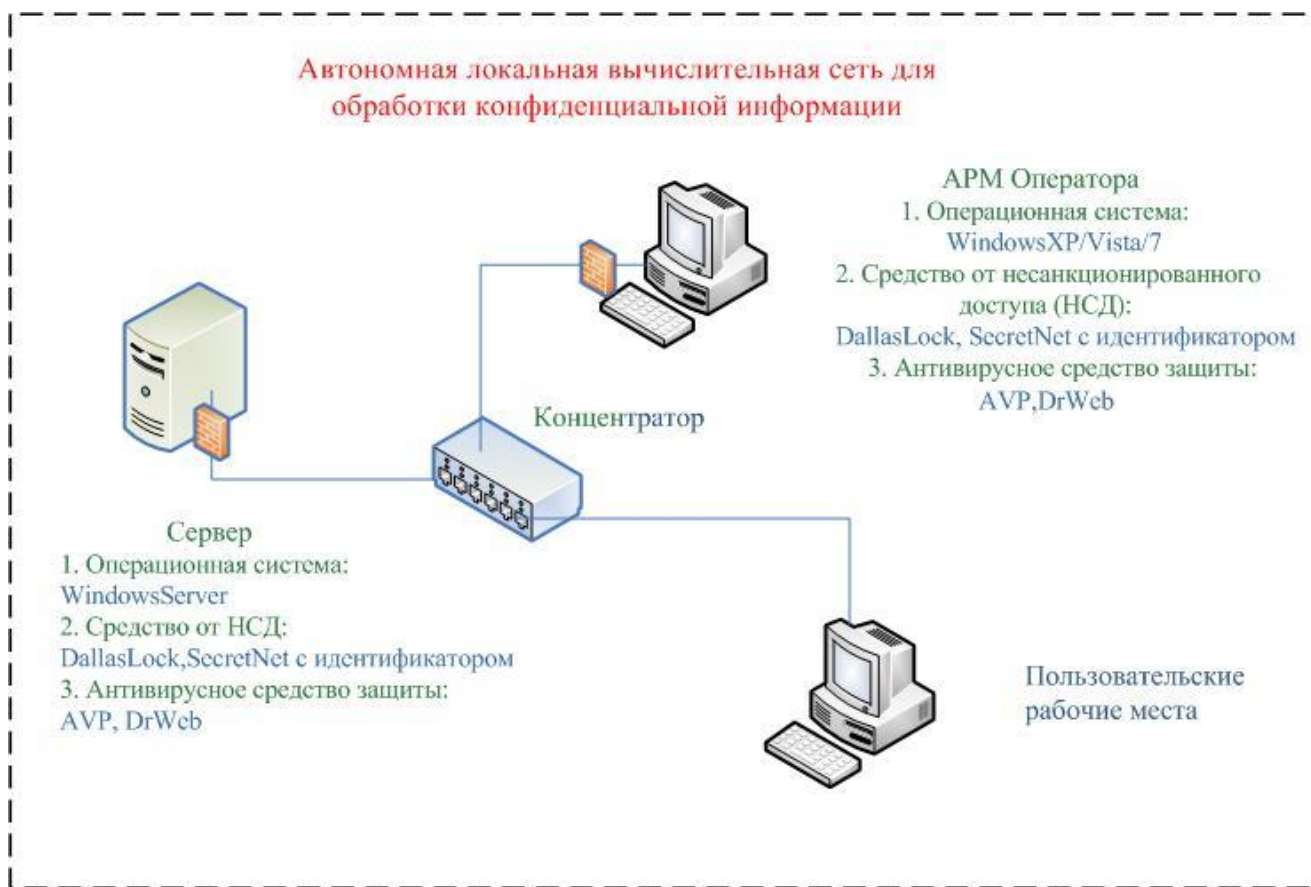 Автономная локальная вычислительная сеть для
обработки конфиденциальной информации
АРМ Оператора
1. Операционная система:
WindowsXP/Vista/7
2. Средство от несанкционированного
доступа (НСД):
DallasLock, SecretNet с идентификатором
3. Антивирусное средство защиты:
AVP,DrWeb
Концентратор
Сервер
1. Операционная система:
WindowsServer
2. Средство от НСД:
DallasLock,SecretNet с идентификатором
3. Антивирусное средство защиты:
AVP, DrWeb
Пользовательские
рабочие места